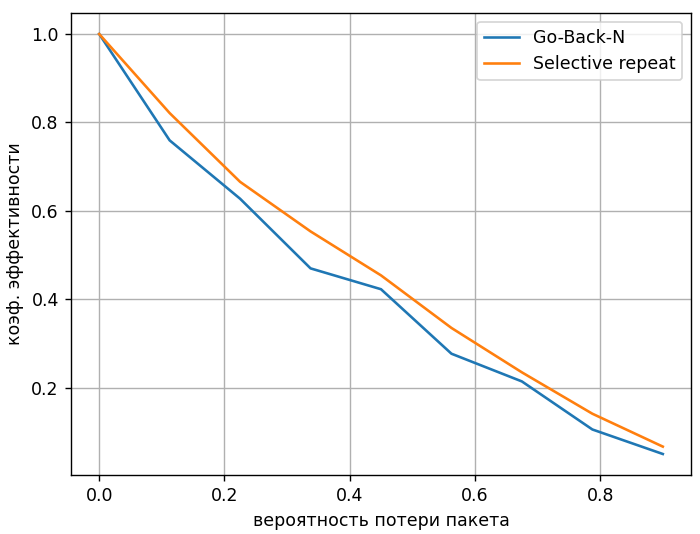 1.0
0.8
0.6
0.4
0.2
коэф. эффективности
Go-Back-N
Selective repeat
0.0 0.2 0.4 0.6 0.8
вероятность потери пакета